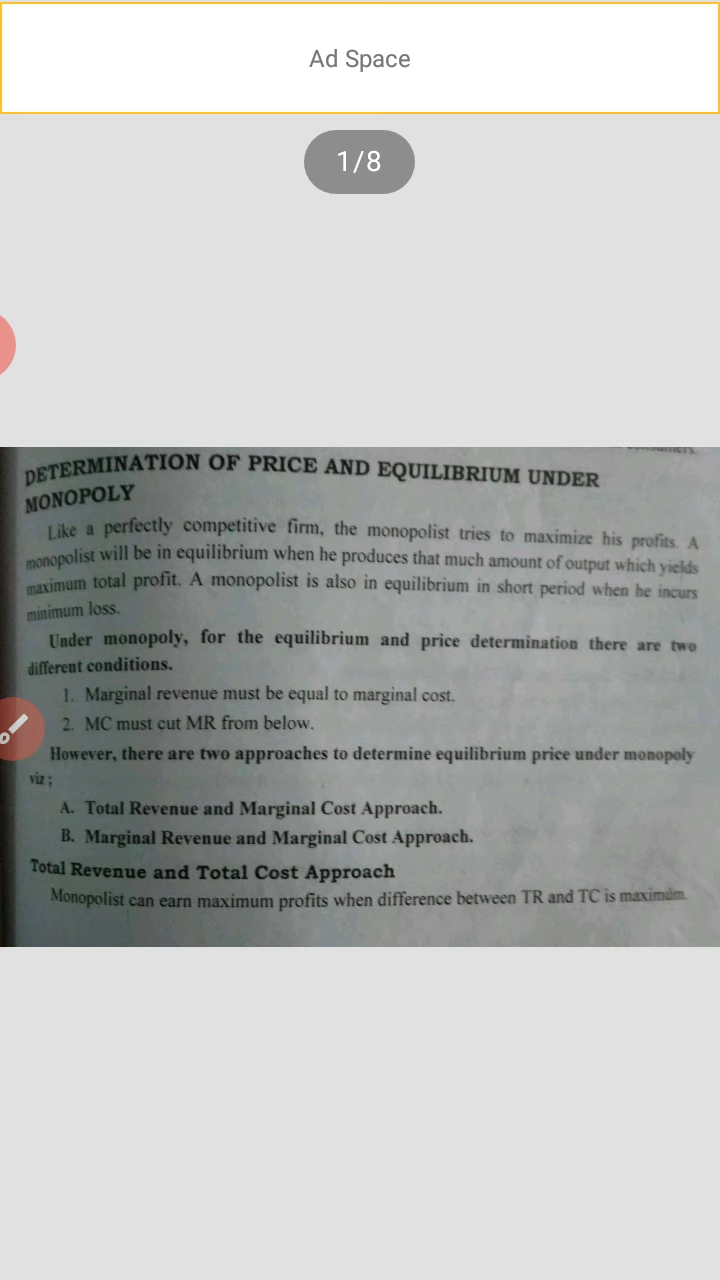 Ad Space
1/8
DETERMINATION OF PRICE AND EQUILIBRIUM UNDER
MONOPOLY
Like a perfectly competitive firm, the monopolist tries to maximize his profits. A
monopolist will be in equilibrium when he produces that much amount of output which yields
maximum total profit. A monopolist is also in equilibrium in short period when he incurs
minimum loss.
Under monopoly, for the equilibrium and price determination there are two
different conditions.
1. Marginal revenue must be equal to marginal cost.
2. MC must cut MR from below.
However, there are two approaches to determine equilibrium price under monopoly
viz ;
A. Total Revenue and Marginal Cost Approach.
B. Marginal Revenue and Marginal Cost Approach.
Total Revenue and Total Cost Approach
Monopolist can earn maximum profits when difference between TR and TC is maximum.